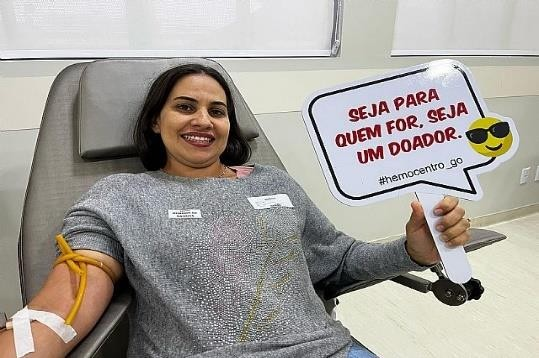 SEJA PARA
QUEM FOR, SEJA
UM DOADOR.
#hemocentro_go